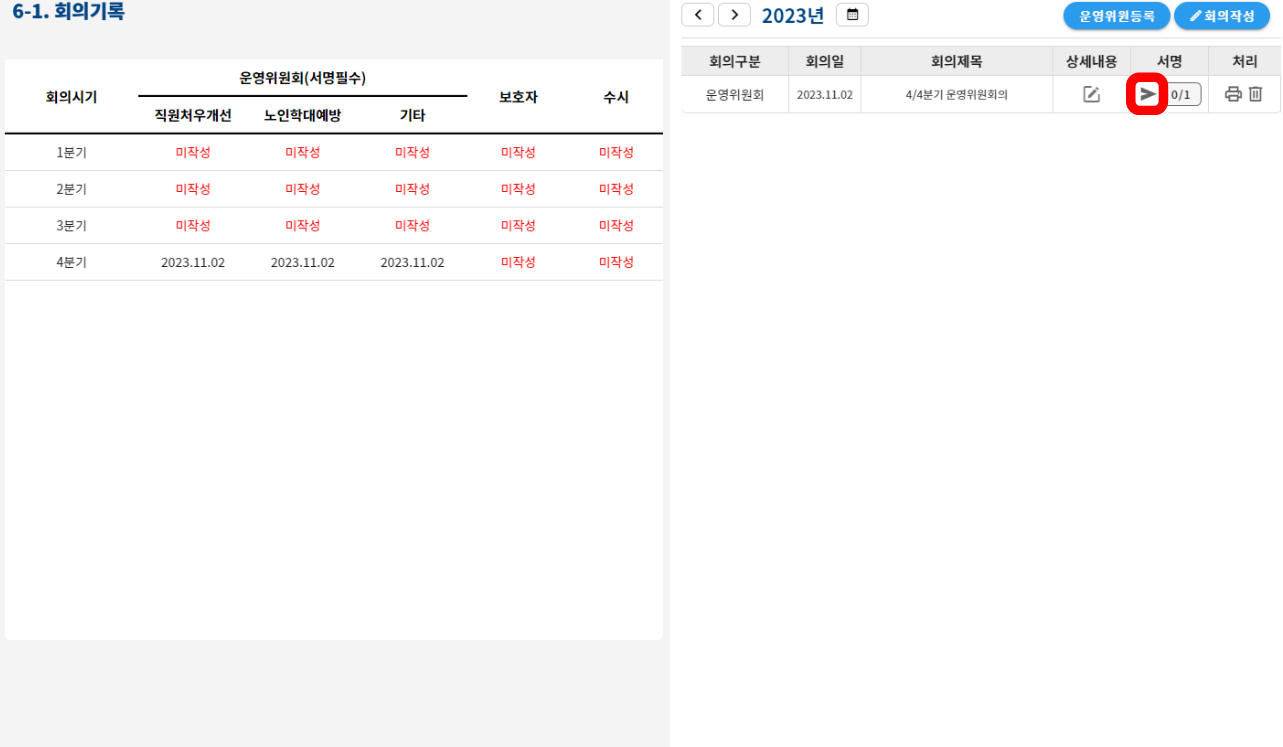 6-1. 회의기록
회의시기 운영위원회(서명필수) 보호자 수시
직원처우개선 노인학대예방 기타
1분기 미작성 미작성 미작성 미작성 미작성
2분기 미작성 미작성 미작성 미작성 미작성
3분기 미작성 미작성 미작성 미작성 미작성
4분기 2023.11.02 2023.11.02 2023.11.02 미작성 미작성
2023년 운영위원등록 회의작성
회의구분 회의일 회의제목 상세내용 서명 처리
운영위원회 2023.11.02 4/4분기 운영위원회의 0/1